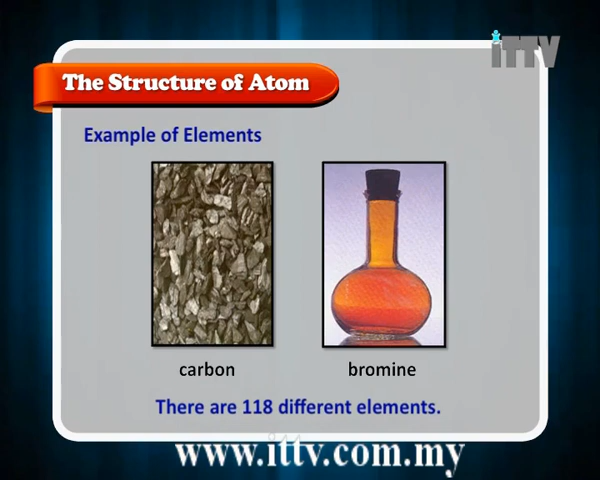 iTTV
The Structure of Atom
Example of Elements
carbon
bromine
There are 118 different elements.
www.ittv.com.my